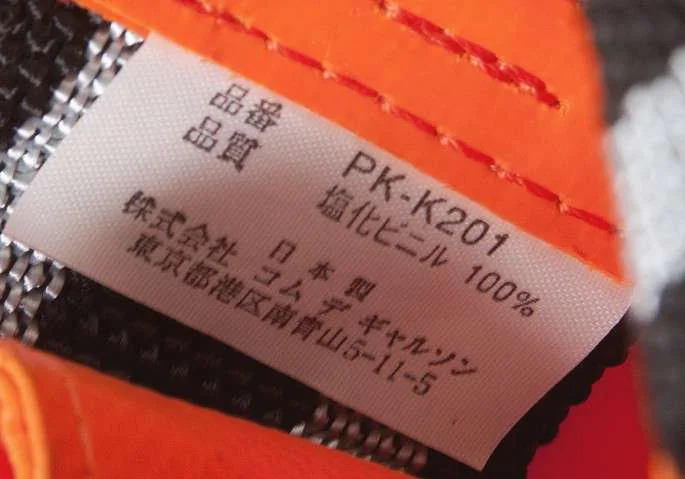 品番 PK-K201
品質 塩化ビニル 100%
日本製
株式会社 コム デ ギャルソン
東京都港区南青山5-11-5